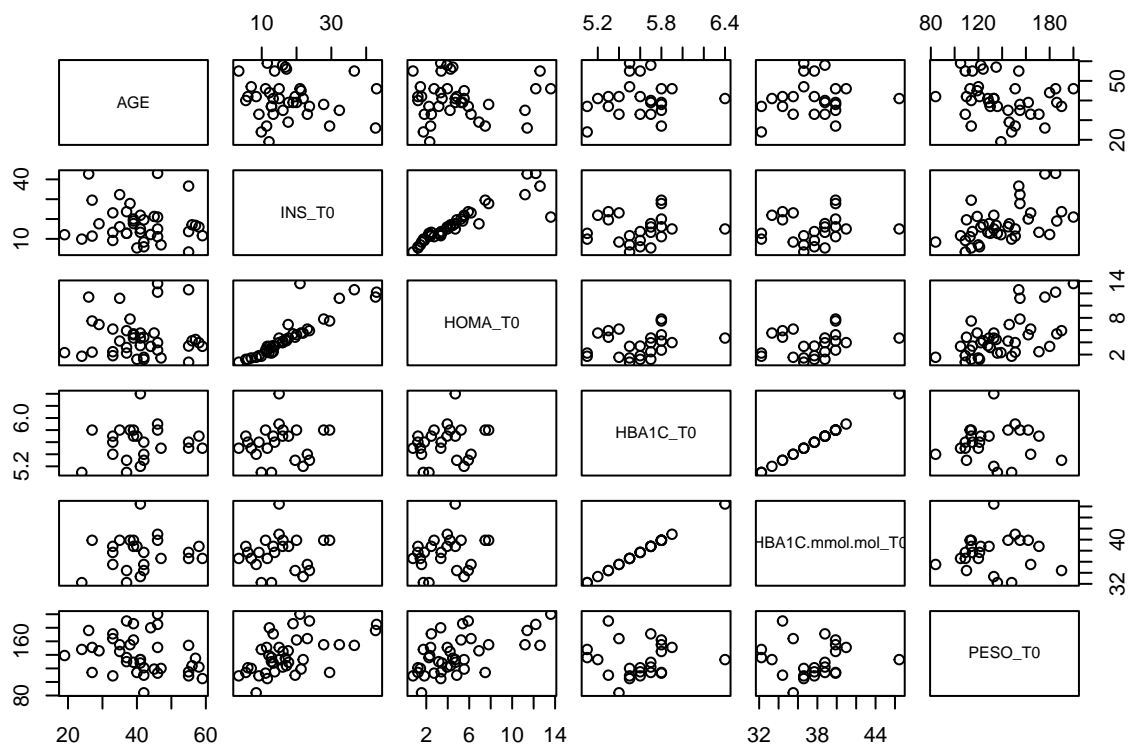 10 30 5.2 5.8 6.4 80 120 180
AGE
20 50
10 40
INS_T0
HOMA_T0
2 8 14
5.2 6.0
HBA1C_T0
HBA1C.mmol.mol_T0
32 40
80 160
PESO_T0
20 40 60 2 6 10 14 32 38 44